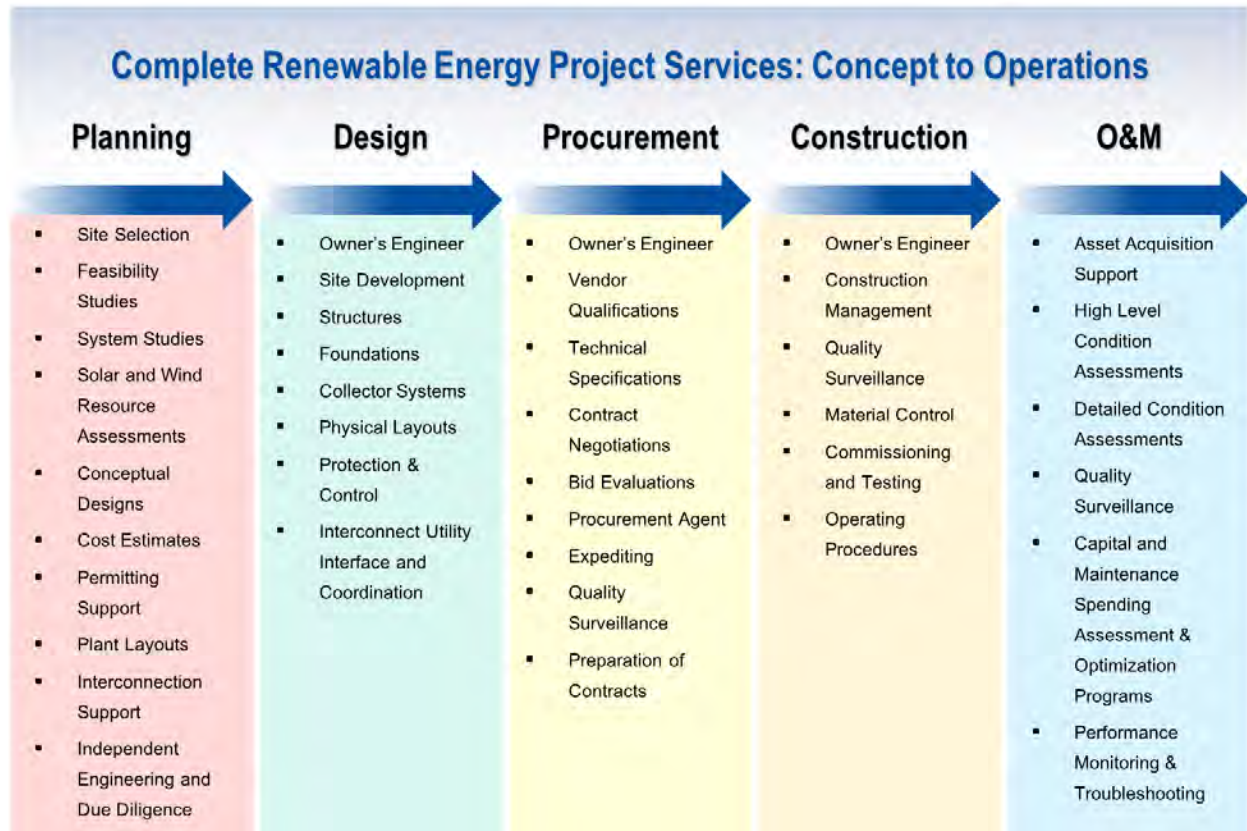 Complete Renewable Energy Project Services: Concept to Operations
Planning
▪ Site Selection
▪ Feasibility
Studies
▪ System Studies
▪ Solar and Wind
Resource
Assessments
▪ Conceptual
Designs
▪ Cost Estimates
▪ Permitting
Support
▪ Plant Layouts
▪ Interconnection
Support
▪ Independent
Engineering and
Due Diligence
Design
▪ Owner's Engineer
▪ Site Development
▪ Structures
▪ Foundations
▪ Collector Systems
▪ Physical Layouts
▪ Protection &
Control
▪ Interconnect Utility
Interface and
Coordination
Procurement
▪ Owner's Engineer
▪ Vendor
Qualifications
▪ Technical
Specifications
▪ Contract
Negotiations
▪ Bid Evaluations
▪ Procurement Agent
▪ Expediting
▪ Quality
Surveillance
▪ Preparation of
Contracts
Construction
▪ Owner's Engineer
▪ Construction
Management
▪ Quality
Surveillance
▪ Material Control
▪ Commissioning
and Testing
▪ Operating
Procedures
O&M
▪ Asset Acquisition
Support
▪ High Level
Condition
Assessments
▪ Detailed Condition
Assessments
▪ Quality
Surveillance
▪ Capital and
Maintenance
Spending
Assessment &
Optimization
Programs
▪ Performance
Monitoring &
Troubleshooting